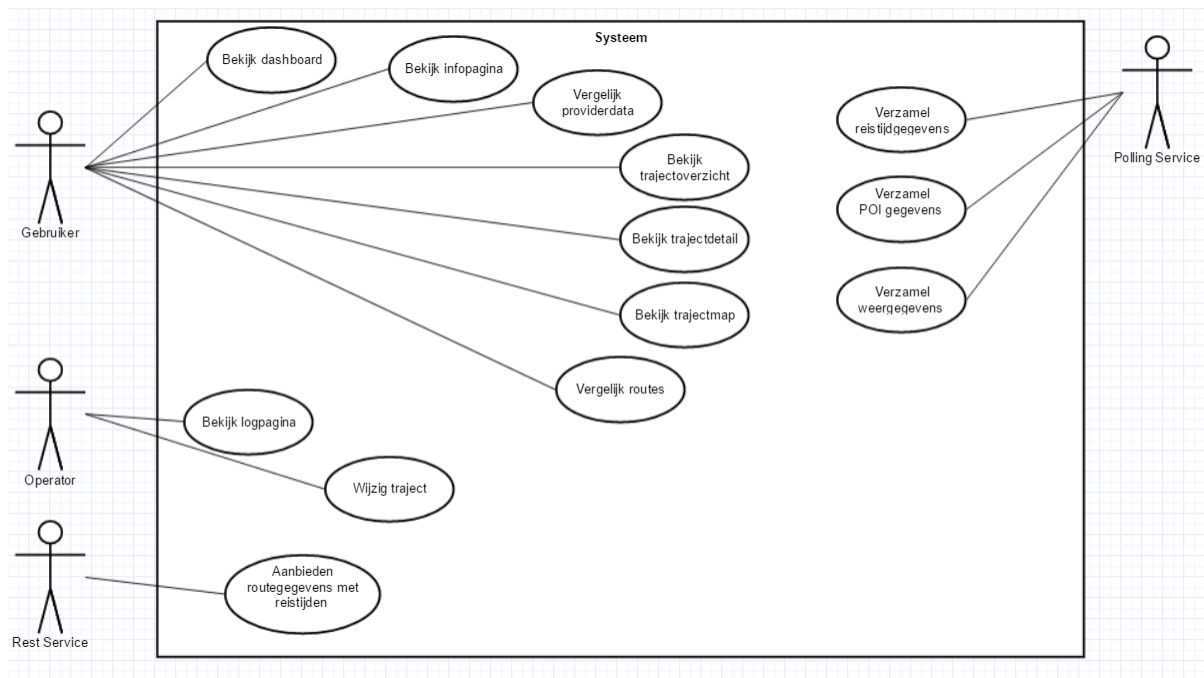 Systeem
Bekijk dashboard
Bekijk infopagina
Vergelijk
providerdata
Bekijk
trajectoverzicht
Bekijk trajectdetail
Bekijk trajectmap
Vergelijk routes
Gebruiker
Verzamel
reistijdgegevens
Verzamel
POI gegevens
Verzamel
weergegevens
Polling Service
Bekijk logpagina
Wijzig traject
Operator
Aanbieden
routegegevens met
reistijden
Rest Service